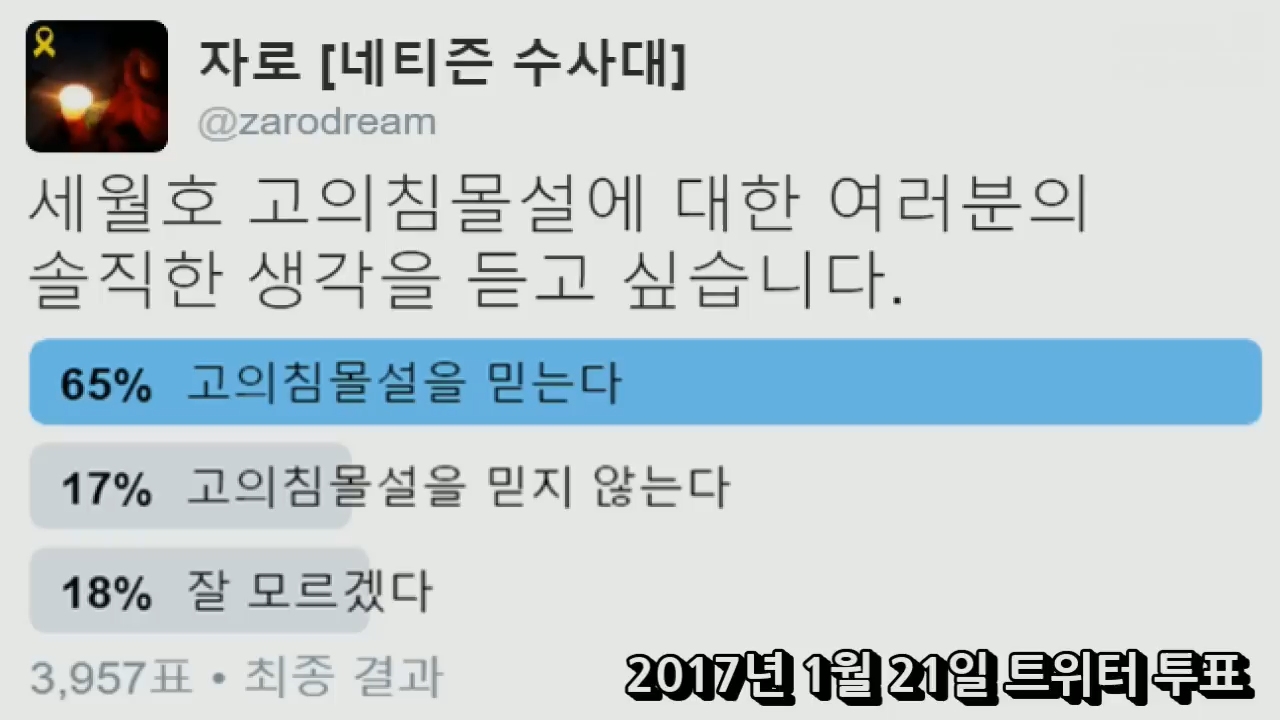 자로 [네티즌 수사대]
@zarodream
세월호 고의침몰설에 대한 여러분의
솔직한 생각을 듣고 싶습니다.
65% 고의침몰설을 믿는다
17% 고의침몰설을 믿지 않는다
18% 잘 모르겠다
3,957표 • 최종 결과
2017년 1월 21일 트위터 투표